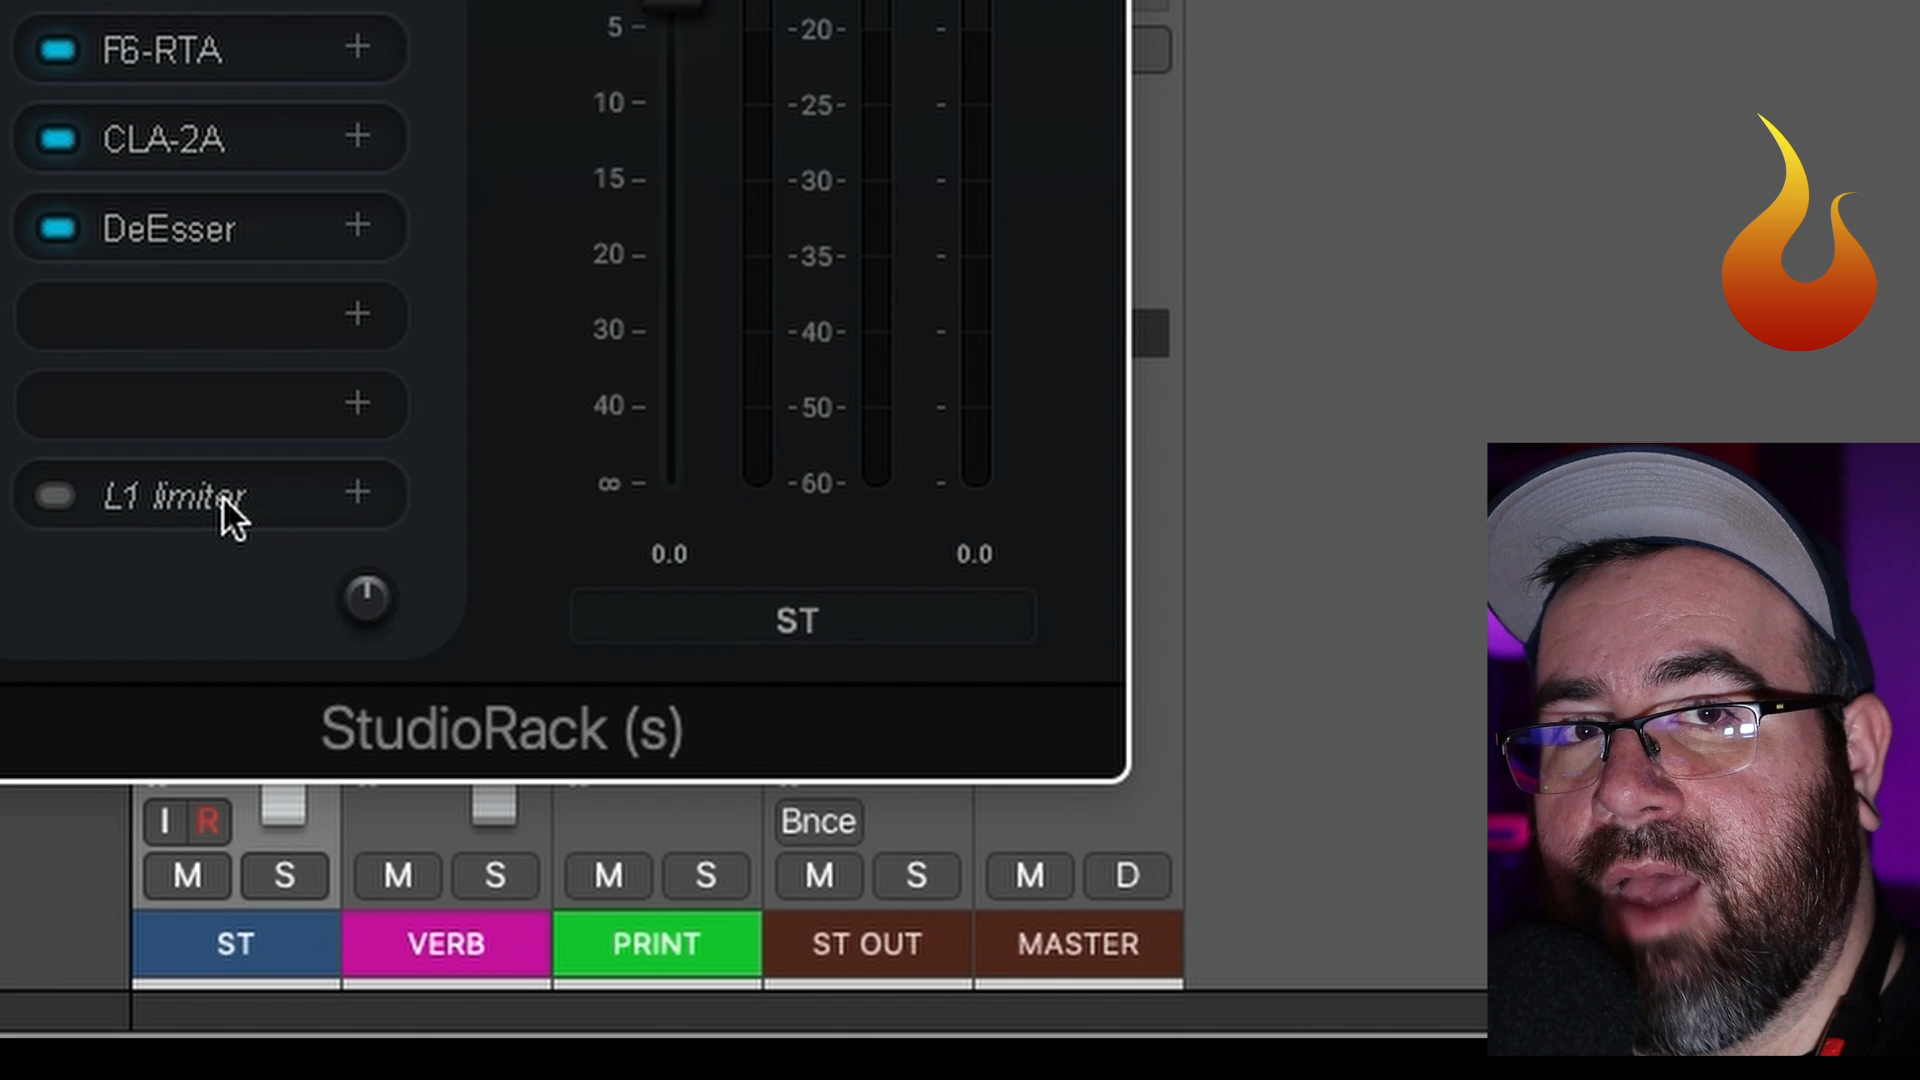 F6-RTA +
CLA-2A +
DeEsser +
+
+
L1 limiter +
5
10
15
20
30
40
∞
-20-
-25-
-30-
-35-
-40-
-50-
-60-
0.0 0.0
ST
StudioRack (s)
I R Bnce
M S M S M S M S M D
ST VERB PRINT ST OUT MASTER